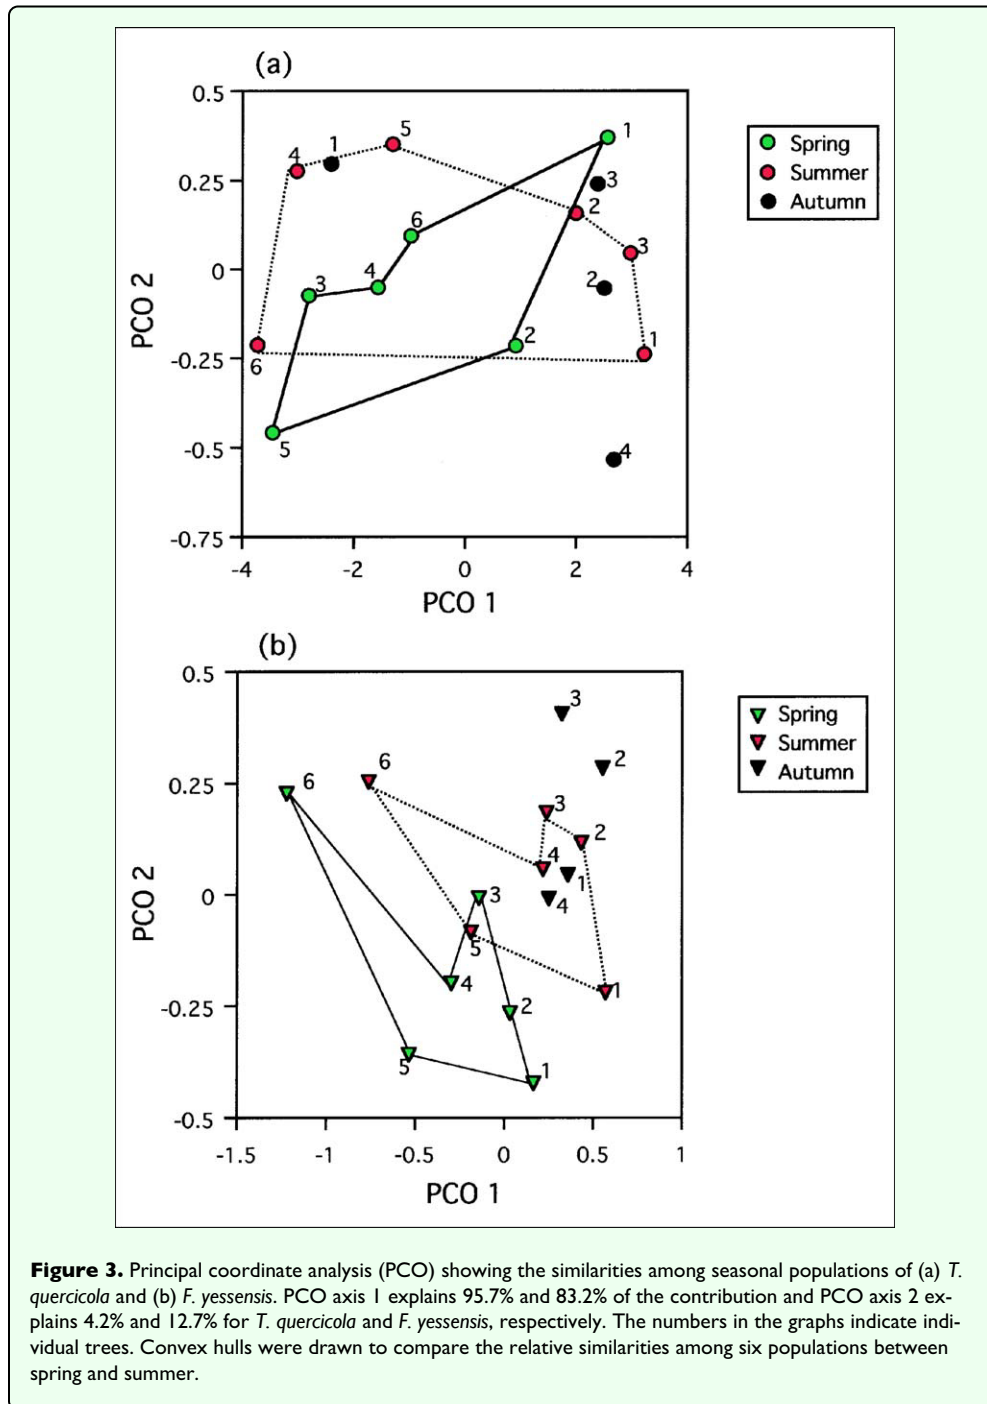 (a)
0.5
0.25
0
-0.25
-0.5
-0.75
PCO 2
-4 -2 0 2 4
PCO 1
1
5
4
1
3
2
6
3
4
3
2
2
1
6
5
4
Spring
Summer
Autumn
(b)
0.5
0.25
0
-0.25
-0.5
PCO 2
-1.5 -1 -0.5 0 0.5 1
PCO 1
3
2
6
6
3
2
4
1
3
4
5
4
1
2
5
1
Spring
Summer
Autumn
Figure 3. Principal coordinate analysis (PCO) showing the similarities among seasonal populations of (a) T.
quercicola and (b) F. yessensis. PCO axis 1 explains 95.7% and 83.2% of the contribution and PCO axis 2 ex-
plains 4.2% and 12.7% for T. quercicola and F. yessensis, respectively. The numbers in the graphs indicate indi-
vidual trees. Convex hulls were drawn to compare the relative similarities among six populations between
spring and summer.